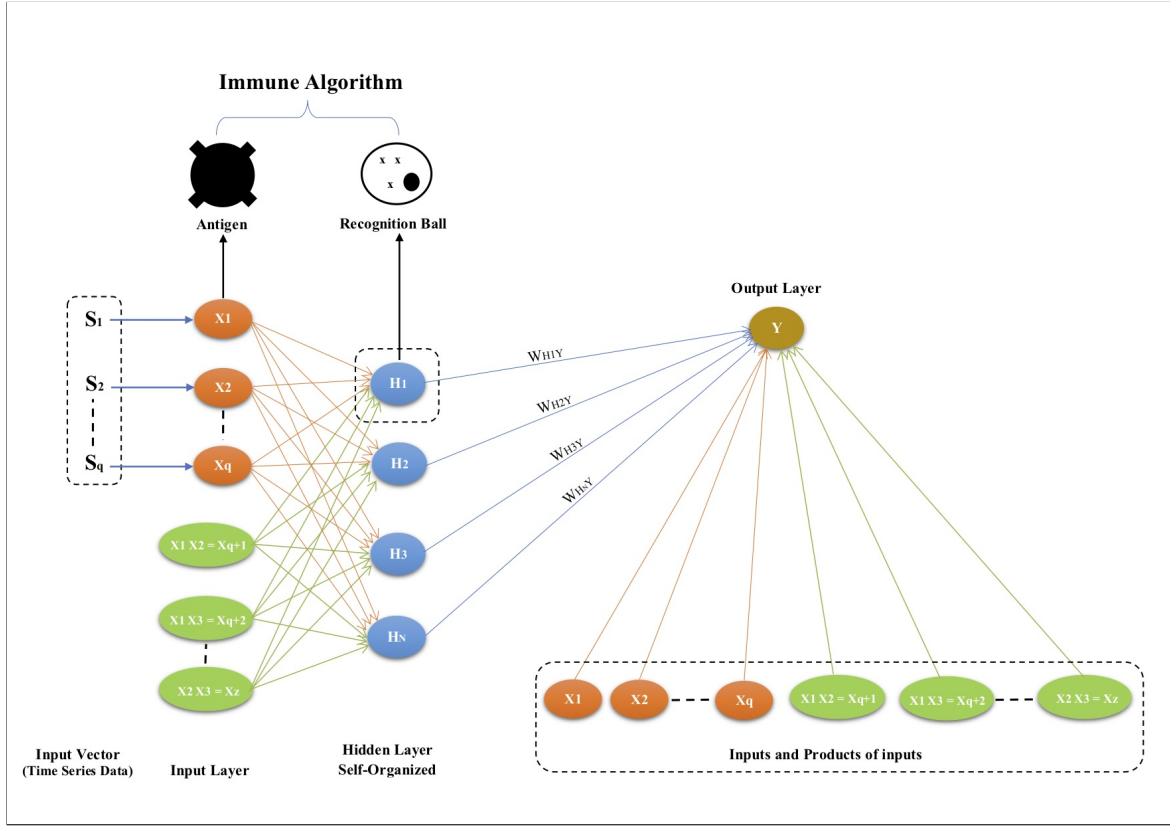 Immune Algorithm
x x
x
Antigen
Recognition Ball
Output Layer
S1
X1
Y
H1
WH1Y
S2
X2
WH2Y
Sq
Xq
H2
WH3Y
WHNY
X1 X2 = Xq+1
H3
X1 X3 = Xq+2
HN
X2 X3 = Xz
X1
X2
Xq
X1 X2 = Xq+1
X1 X3 = Xq+2
X2 X3 = Xz
Input Vector
(Time Series Data)
Input Layer
Hidden Layer
Self-Organized
Inputs and Products of inputs